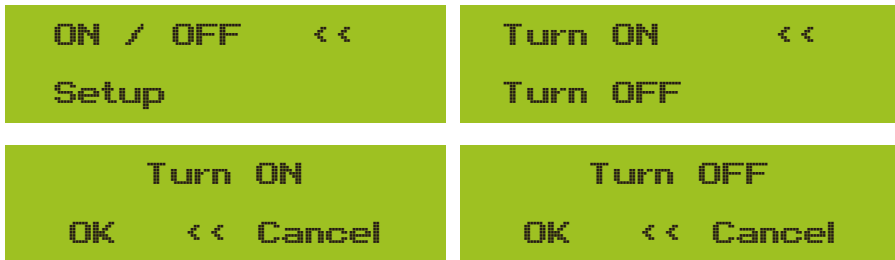 ON / OFF <<
Setup
Turn ON <<
Turn OFF
Turn ON
OK << Cancel
Turn OFF
OK << Cancel